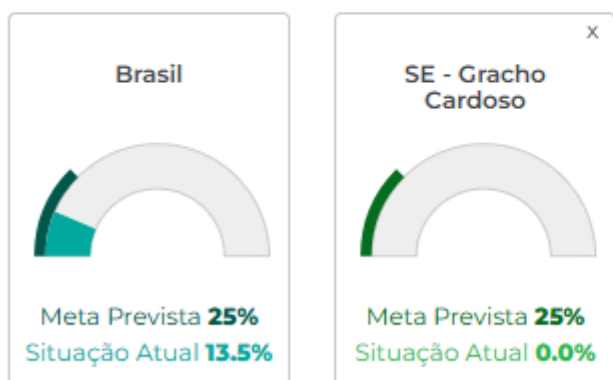 Brasil
Meta Prevista 25%
Situação Atual 13.5%
x
SE - Gracho
Cardoso
Meta Prevista 25%
Situação Atual 0.0%